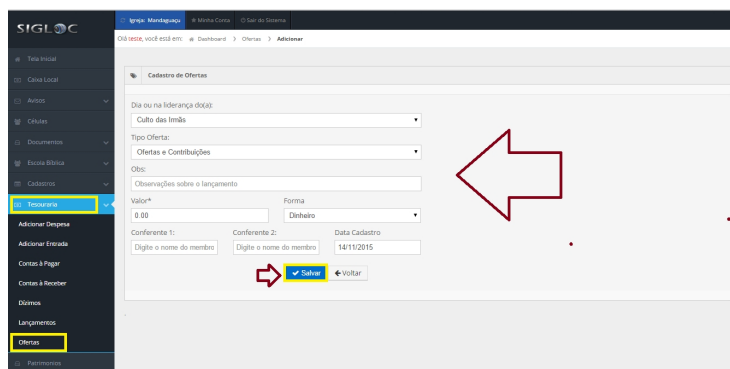 SIGLOC
Igreja: Mandaguaçu Minha Conta Sair do Sistema
Olá teste, você está em: Dashboard > Ofertas > Adicionar
Tela Inicial
Caixa Local
Avisos
Células
Documentos
Escola Bíblica
Cadastros
Tesouraria
Adicionar Despesa
Adicionar Entrada
Contas à Pagar
Contas à Receber
Dízimos
Lançamentos
Ofertas
Patrimonios
Cadastro de Ofertas
Dia ou na liderança do(a):
Culto das Irmãs
Tipo Oferta:
Ofertas e Contribuições
Obs:
Observações sobre o lançamento
Valor* Forma
0.00 Dinheiro
Conferente 1: Conferente 2: Data Cadastro
Digite o nome do membro Digite o nome do membro 14/11/2015
Salvar Voltar